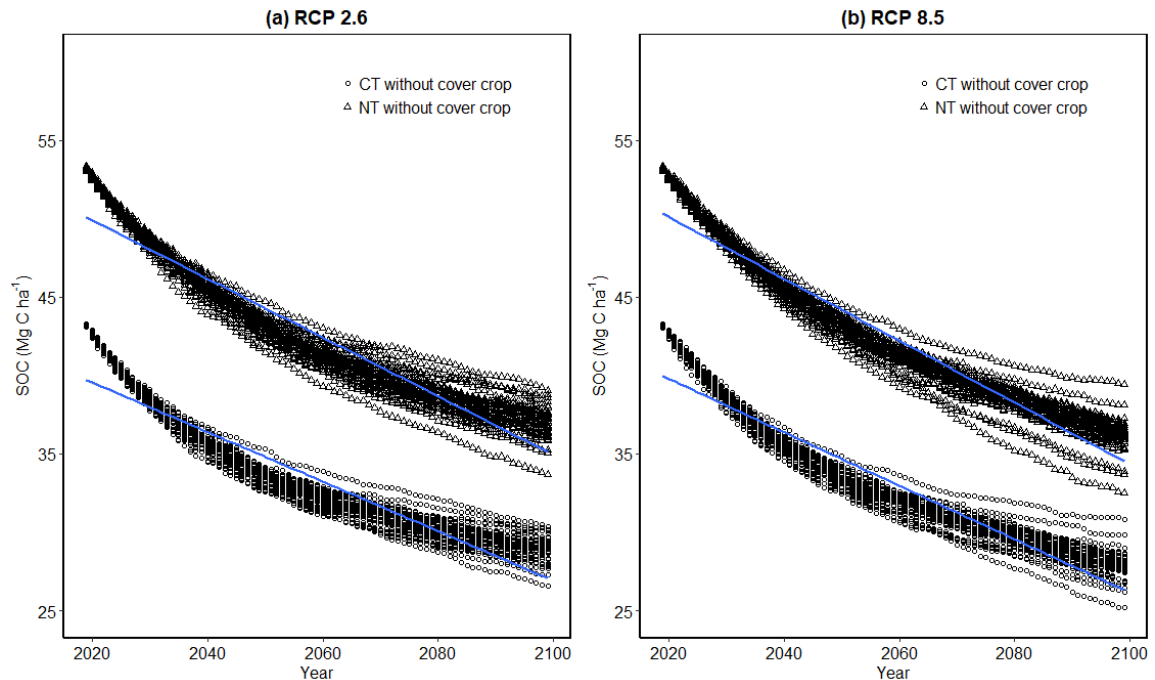 (a) RCP 2.6
CT without cover crop
NT without cover crop
55
45
35
25
SOC (Mg C ha⁻¹)
2020 2040 2060 2080 2100
Year
(b) RCP 8.5
CT without cover crop
NT without cover crop
55
45
35
25
SOC (Mg C ha⁻¹)
2020 2040 2060 2080 2100
Year